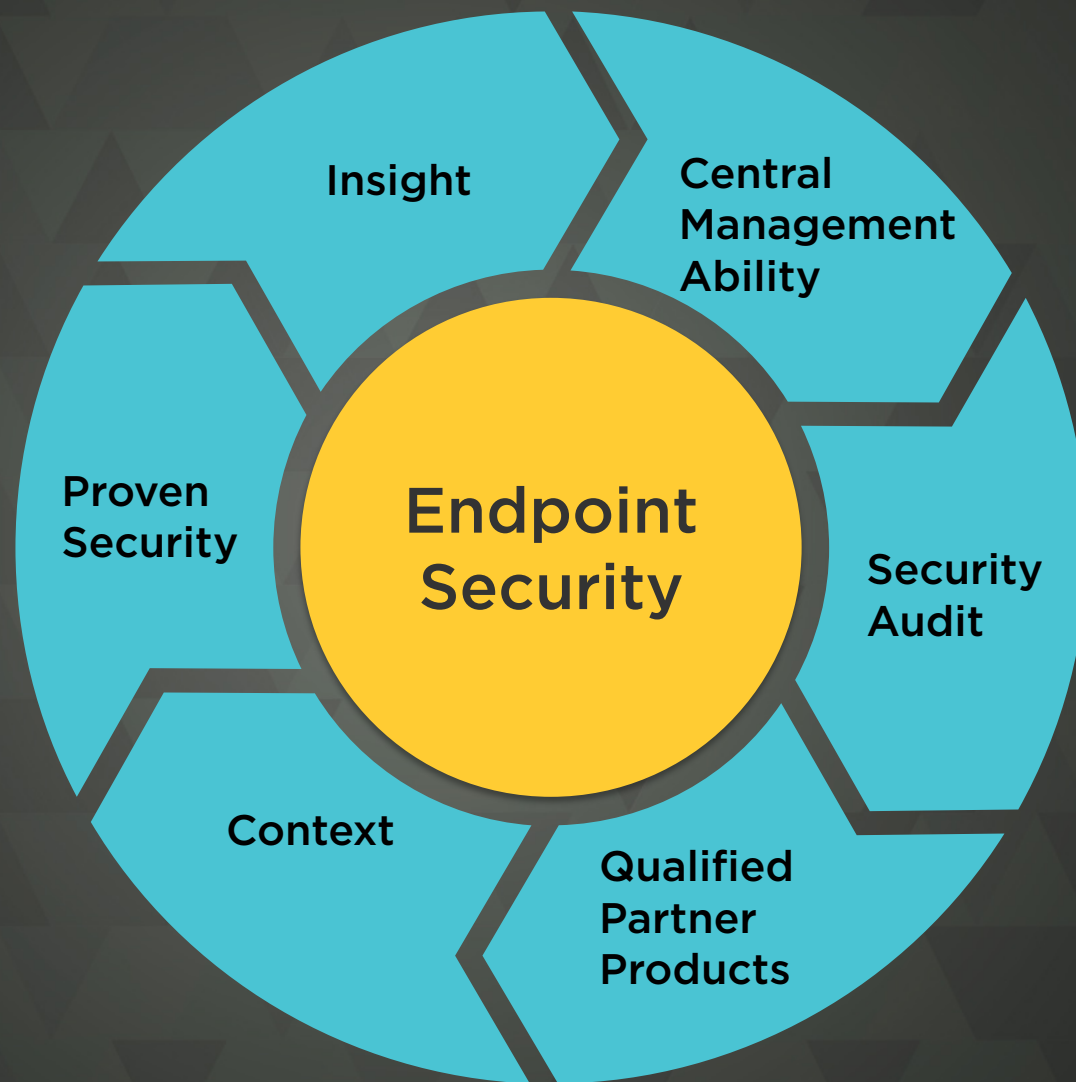 Insight
Central
Management
Ability
Proven
Security
Endpoint
Security
Security
Audit
Context
Qualified
Partner
Products